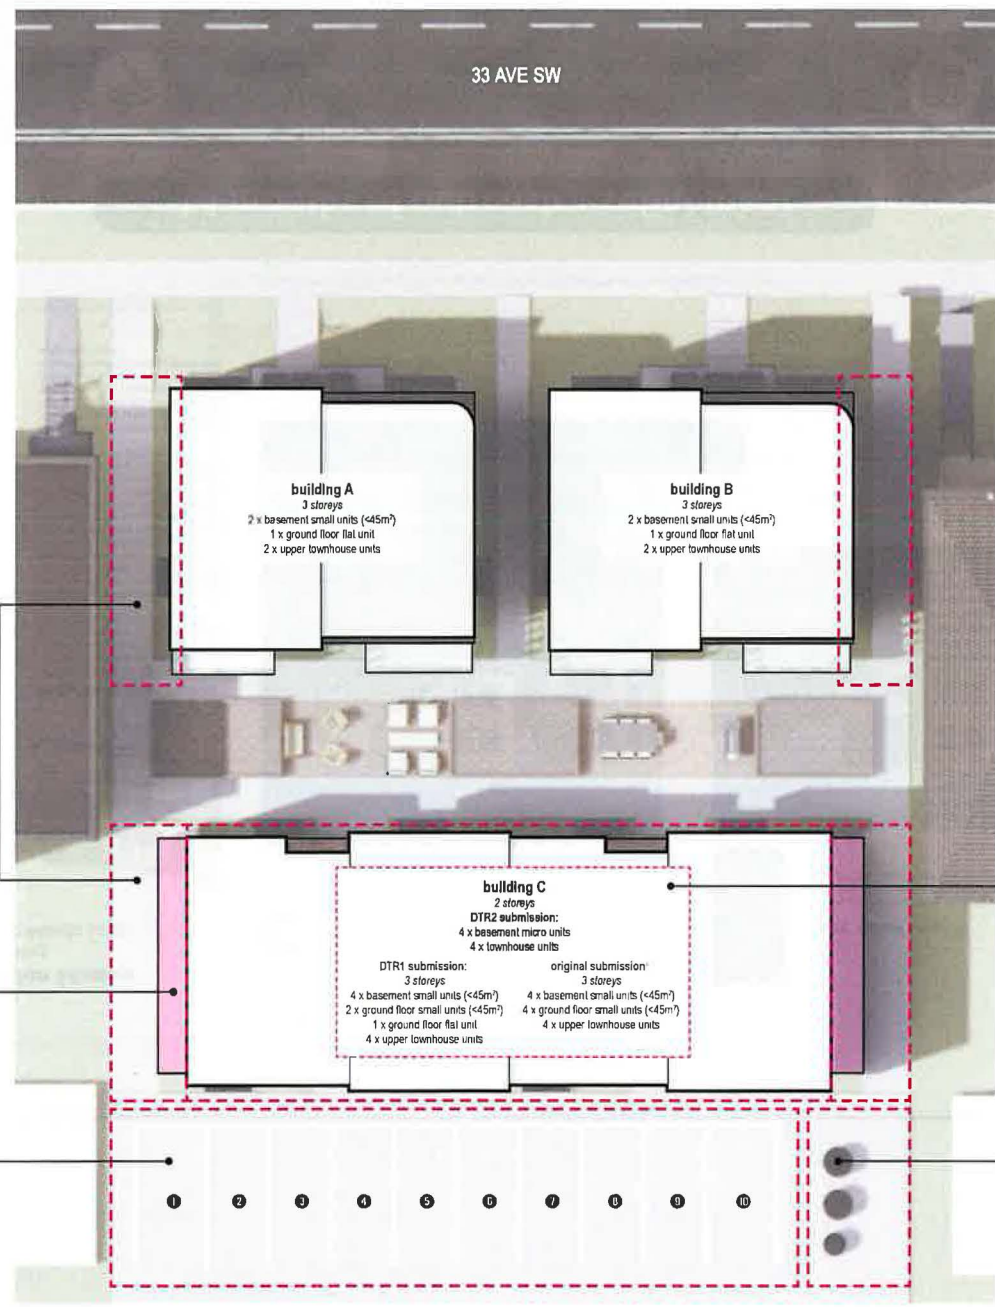 33 AVE SW
building A
3 storeys
2 x basement small units (<45m²)
1 x ground floor flat unit
2 x upper townhouse units
building B
3 storeys
2 x basement small units (<45m²)
1 x ground floor flat unit
2 x upper townhouse units
building C
2 storeys
DTR2 submission:
4 x basement micro units
4 x townhouse units
DTR1 submission:
3 storeys
4 x basement small units (<45m²)
2 x ground floor small units (<45m²)
1 x ground floor flat unit
4 x upper townhouse units
original submission
3 storeys
4 x basement small units (<45m²)
4 x ground floor small units (<45m²)
4 x upper townhouse units
1 2 3 4 5 6 7 8 9 10